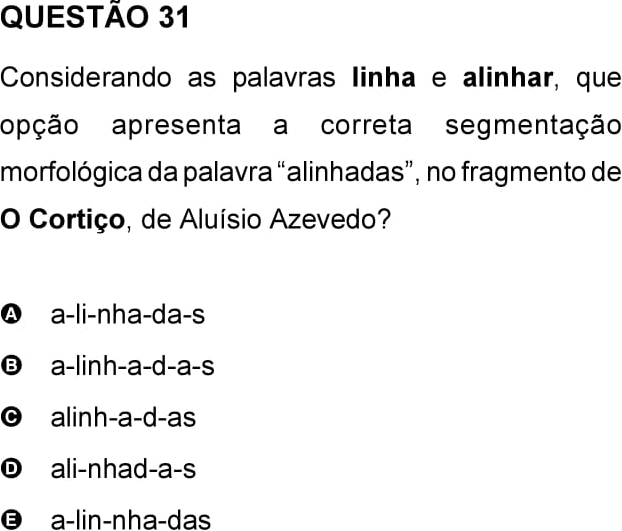 QUESTÃO 31
Considerando as palavras linha e alinhar, que
opção apresenta a correta segmentação
morfológica da palavra “alinhadas”, no fragmento de
O Cortiço, de Aluísio Azevedo?
A a-li-nha-da-s
B a-linh-a-d-a-s
C alinh-a-d-as
D ali-nhad-a-s
E a-lin-nha-das